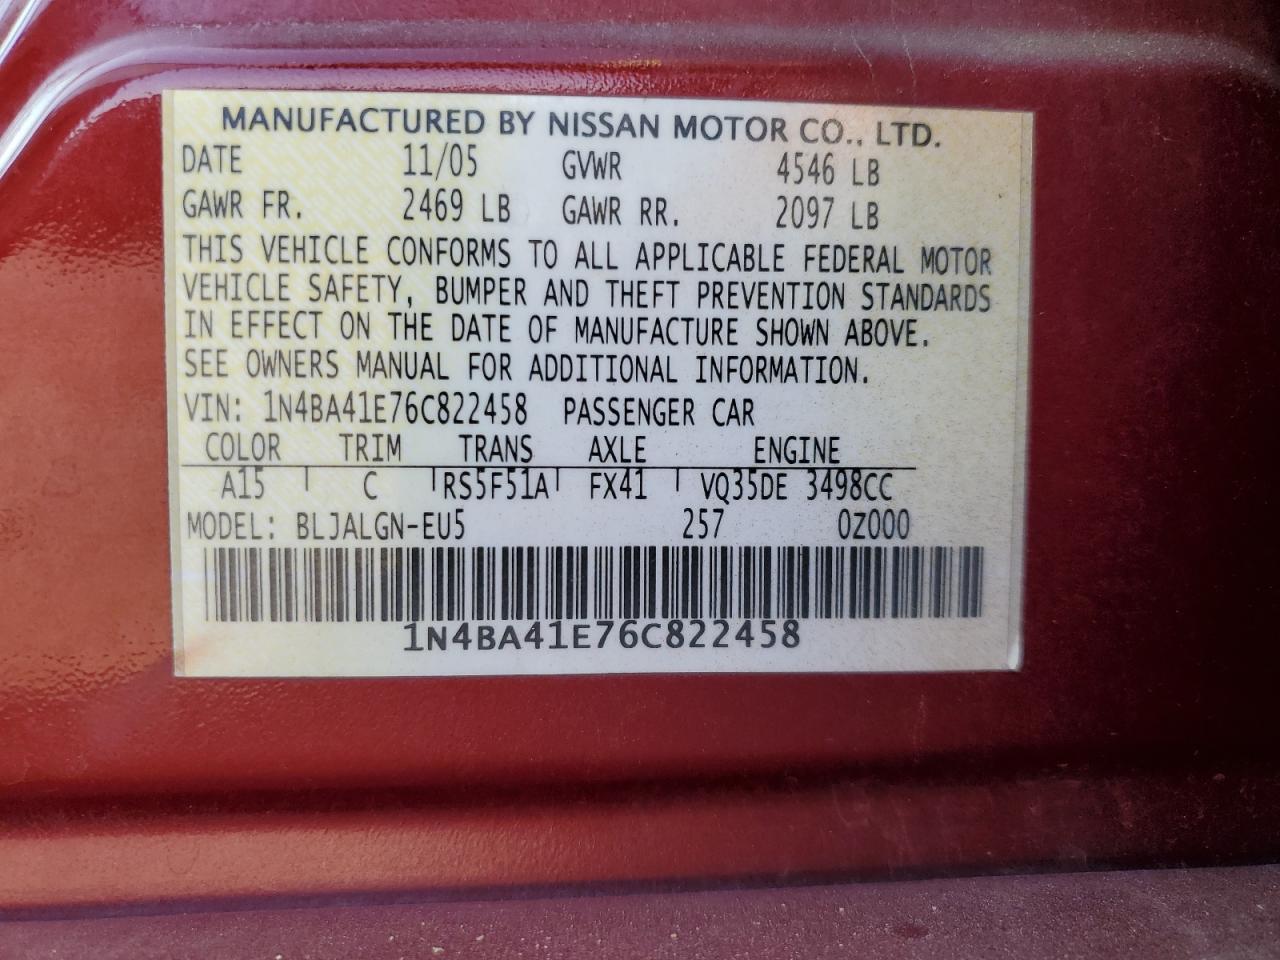 MANUFACTURED BY NISSAN MOTOR CO., LTD.
DATE 11/05 GVWR 4546 LB
GAWR FR. 2469 LB GAWR RR. 2097 LB
THIS VEHICLE CONFORMS TO ALL APPLICABLE FEDERAL MOTOR
VEHICLE SAFETY, BUMPER AND THEFT PREVENTION STANDARDS
IN EFFECT ON THE DATE OF MANUFACTURE SHOWN ABOVE.
SEE OWNERS MANUAL FOR ADDITIONAL INFORMATION.
VIN: 1N4BA41E76C822458 PASSENGER CAR
COLOR TRIM TRANS AXLE ENGINE
A15 C RS5F51A FX41 VQ35DE 3498CC
MODEL: BLJALGN-EU5 257 0Z000
1N4BA41E76C822458